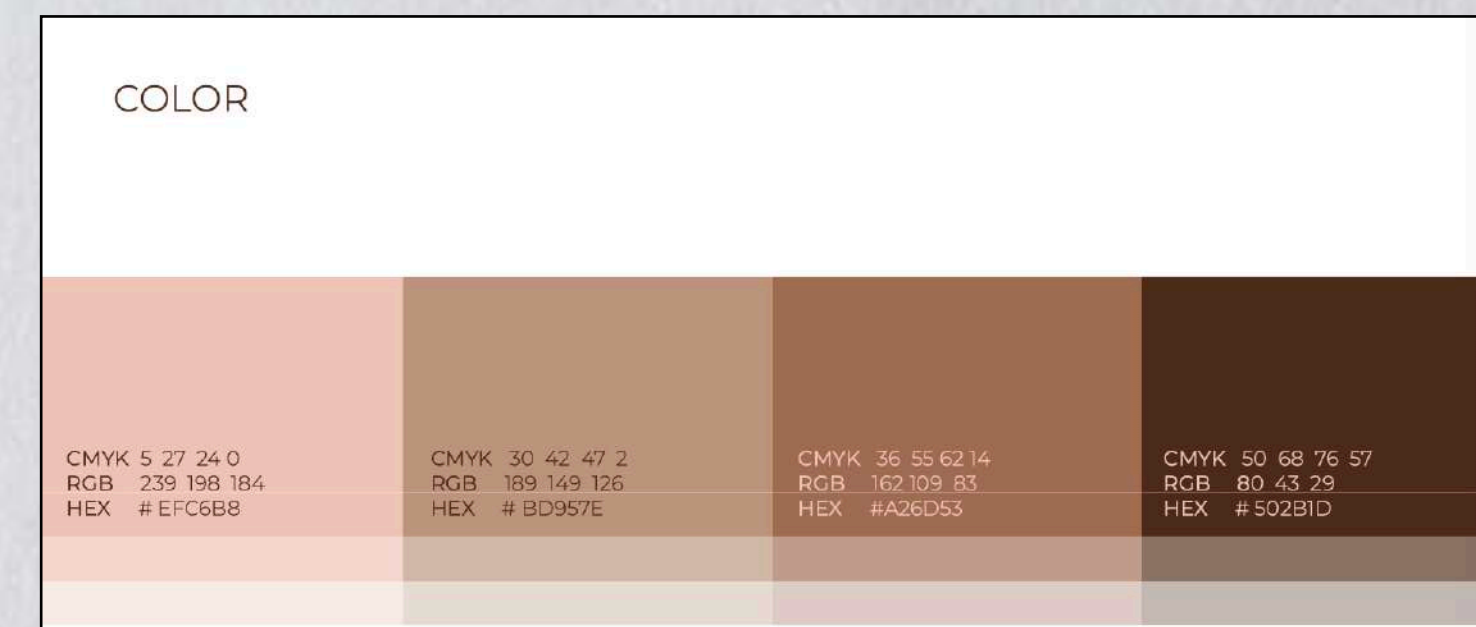 COLOR
CMYK 5 27 24 0
RGB 239 198 184
HEX # EFC6B8
CMYK 30 42 47 2
RGB 189 149 126
HEX # BD957E
CMYK 36 55 62 14
RGB 162 109 83
HEX #A26D53
CMYK 50 68 76 57
RGB 80 43 29
HEX # 502B1D